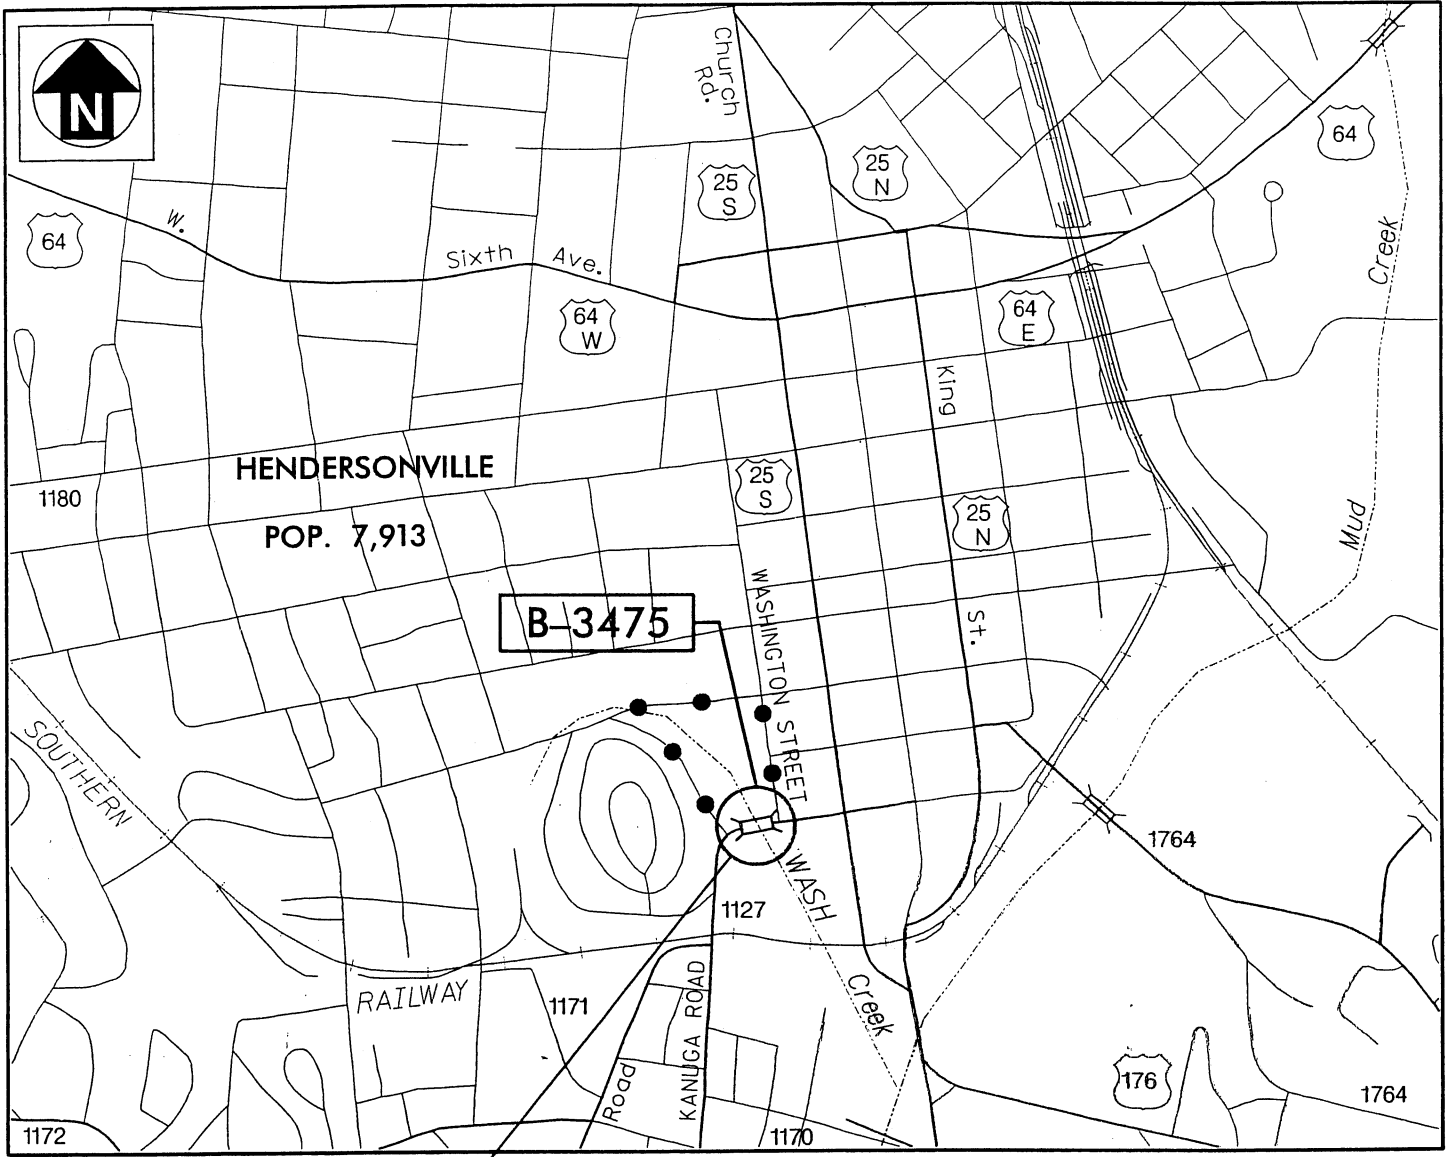 N
Church
Rd.
64
25
S
25
N
64
W.
Sixth
Ave.
Creek
64
W
64
E
King
HENDERSONVILLE
1180
25
S
25
N
Mud
POP. 7,913
B-3475
WASHINGTON STREET
St.
SOUTHERN
1764
WASH
1127
Creek
RAILWAY
1171
KANUGA ROAD
Road
176
1764
1172
1170